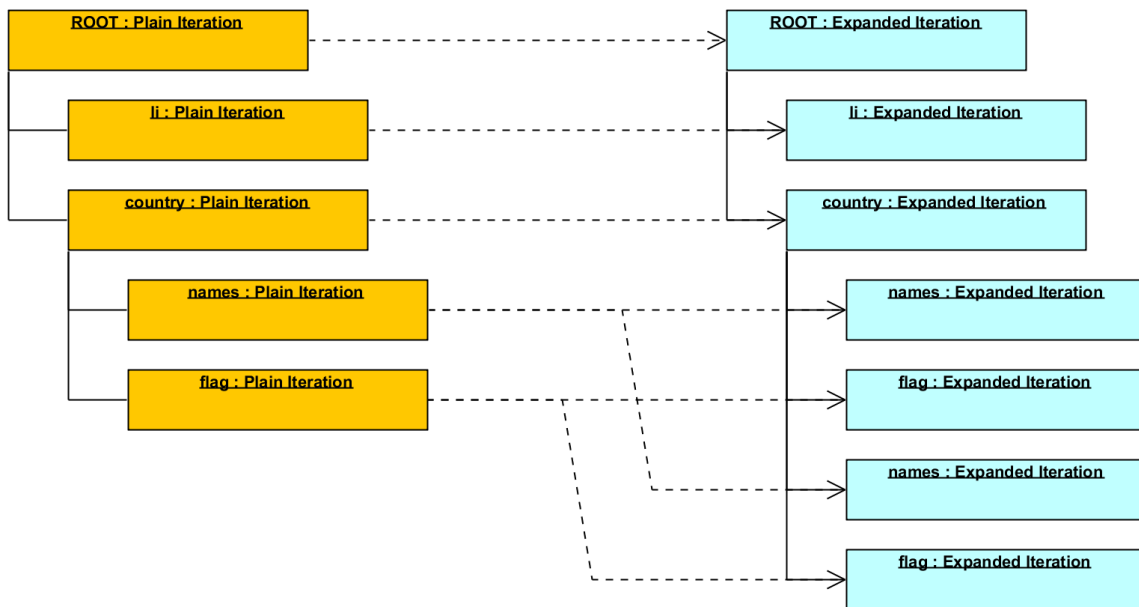 ROOT : Plain Iteration
ROOT : Expanded Iteration
li : Plain Iteration
li : Expanded Iteration
country : Plain Iteration
country : Expanded Iteration
names : Plain Iteration
names : Expanded Iteration
flag : Plain Iteration
flag : Expanded Iteration
names : Expanded Iteration
flag : Expanded Iteration